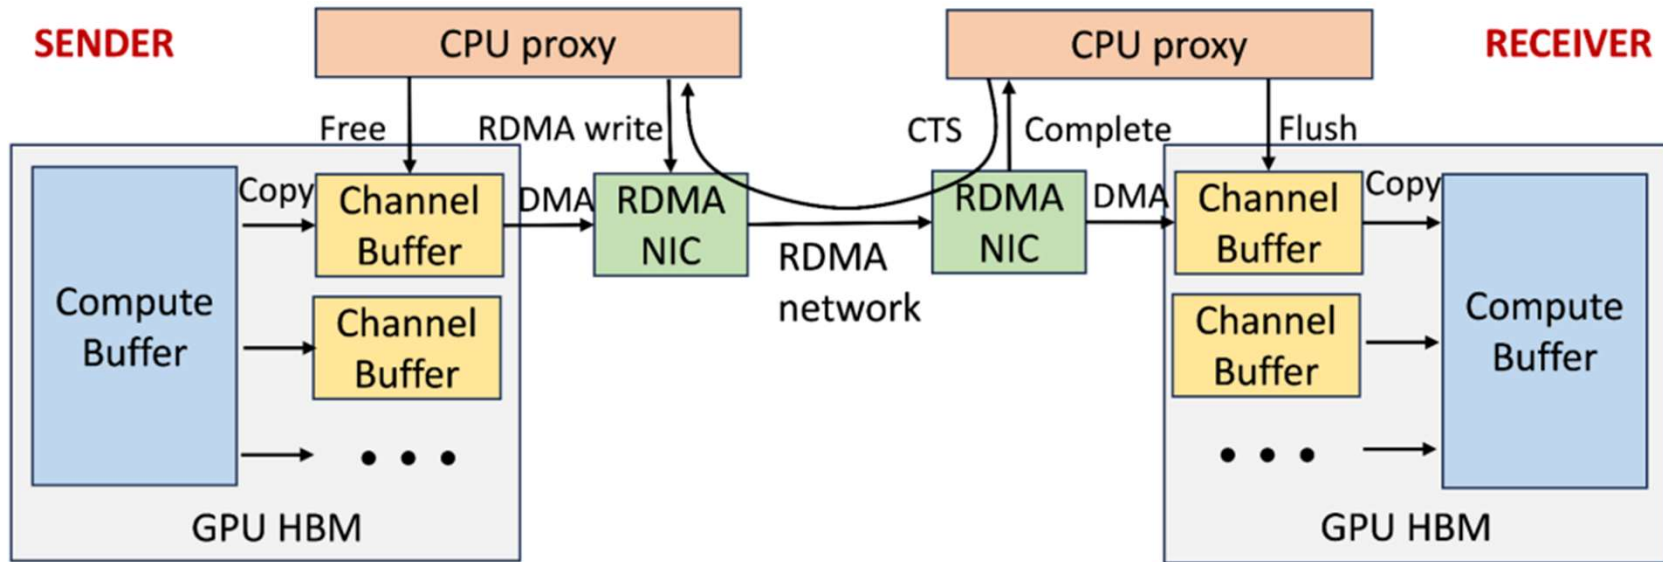 SENDER
CPU proxy
CPU proxy
RECEIVER
Free
RDMA write
CTS
Complete
Flush
Copy
Channel
Buffer
DMA
RDMA
NIC
RDMA
NIC
DMA
Channel
Buffer
Copy
RDMA
network
Compute
Buffer
Channel
Buffer
Channel
Buffer
Compute
Buffer
GPU HBM
GPU HBM